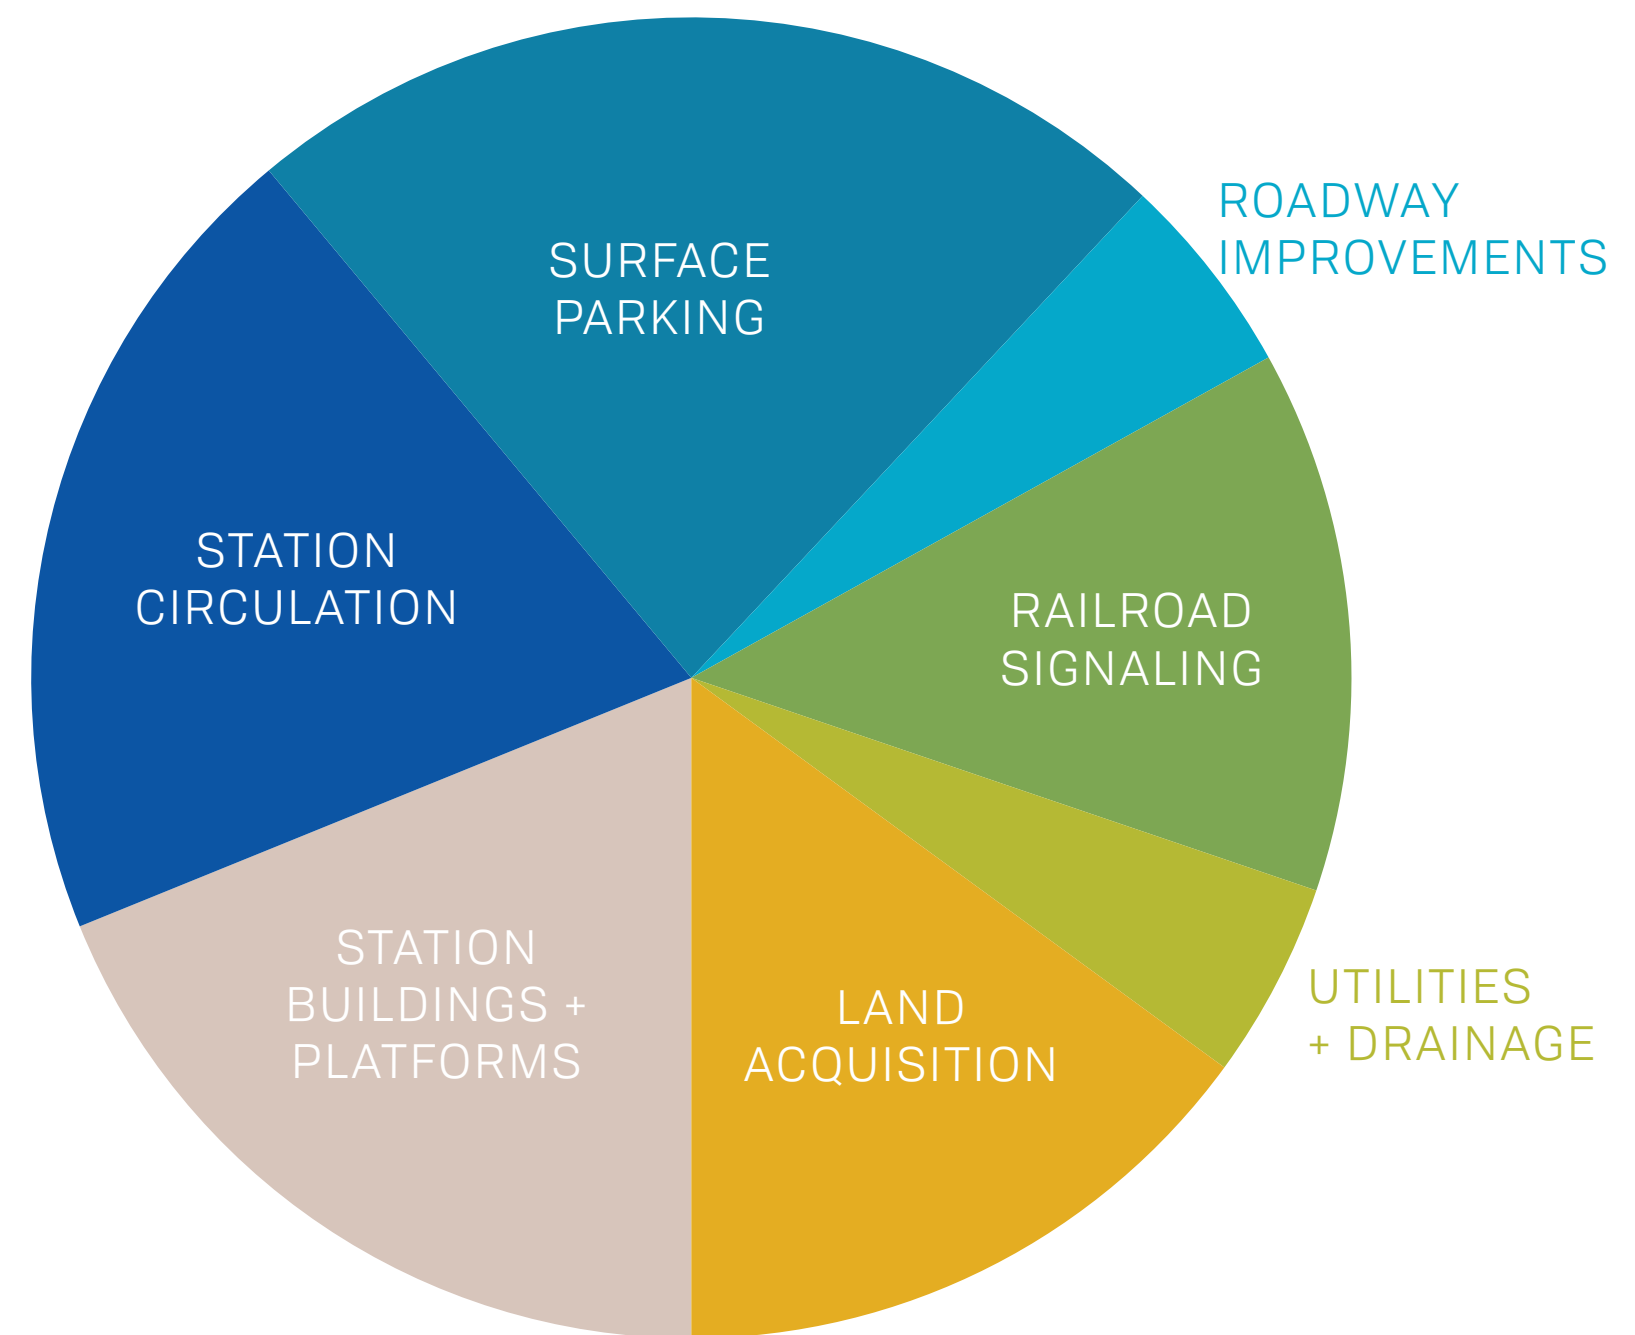 SURFACE
PARKING
ROADWAY
IMPROVEMENTS
STATION
CIRCULATION
RAILROAD
SIGNALING
STATION
BUILDINGS +
PLATFORMS
LAND
ACQUISITION
UTILITIES
+ DRAINAGE